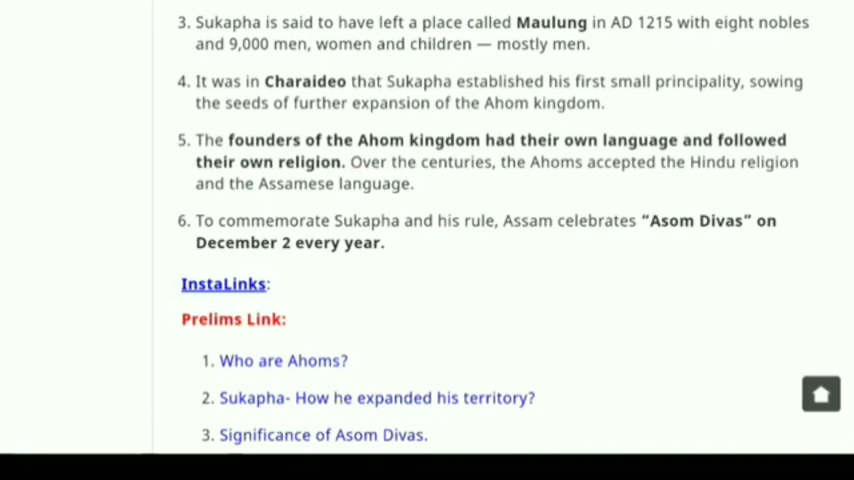 3. Sukapha is said to have left a place called Maulung in AD 1215 with eight nobles
and 9,000 men, women and children — mostly men.
4. It was in Charaideo that Sukapha established his first small principality, sowing
the seeds of further expansion of the Ahom kingdom.
5. The founders of the Ahom kingdom had their own language and followed
their own religion. Over the centuries, the Ahoms accepted the Hindu religion
and the Assamese language.
6. To commemorate Sukapha and his rule, Assam celebrates “Asom Divas” on
December 2 every year.
InstaLinks:
Prelims Link:
1. Who are Ahoms?
2. Sukapha- How he expanded his territory?
3. Significance of Asom Divas.